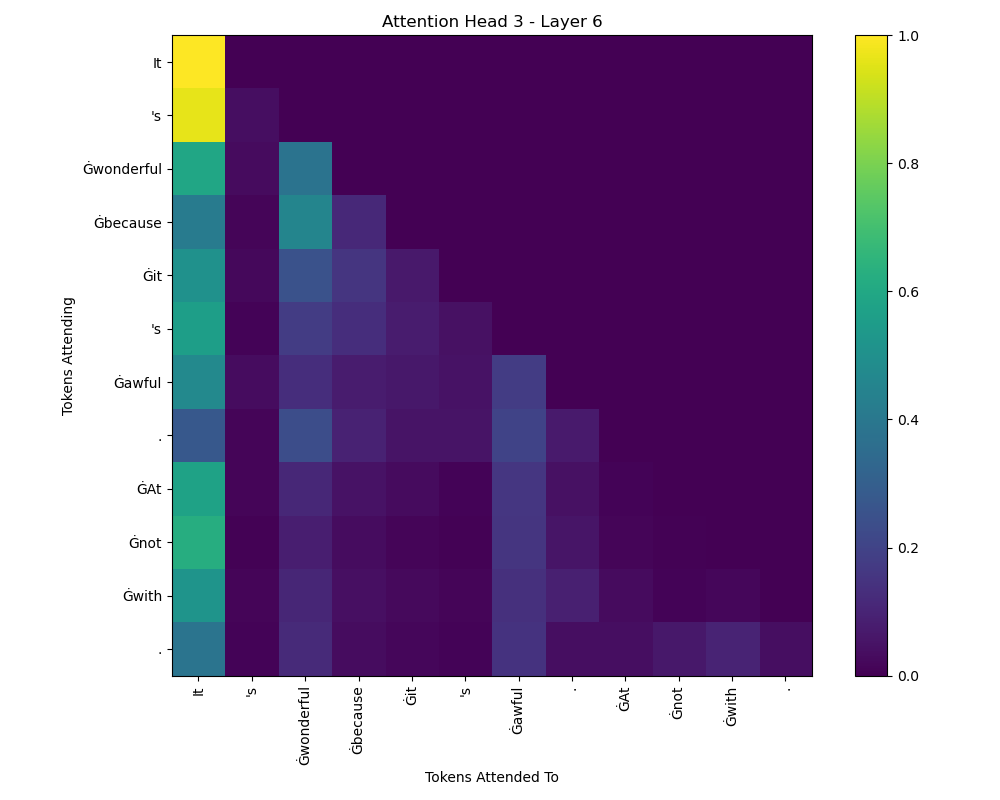 Attention Head 3 - Layer 6
Tokens Attending
It
's
Ġwonderful
Ġbecause
Ġit
's
Ġawful
.
ĠAt
Ġnot
Ġwith
.
It
's
Ġwonderful
Ġbecause
Ġit
's
Ġawful
.
ĠAt
Ġnot
Ġwith
.
Tokens Attended To
1.0
0.8
0.6
0.4
0.2
0.0